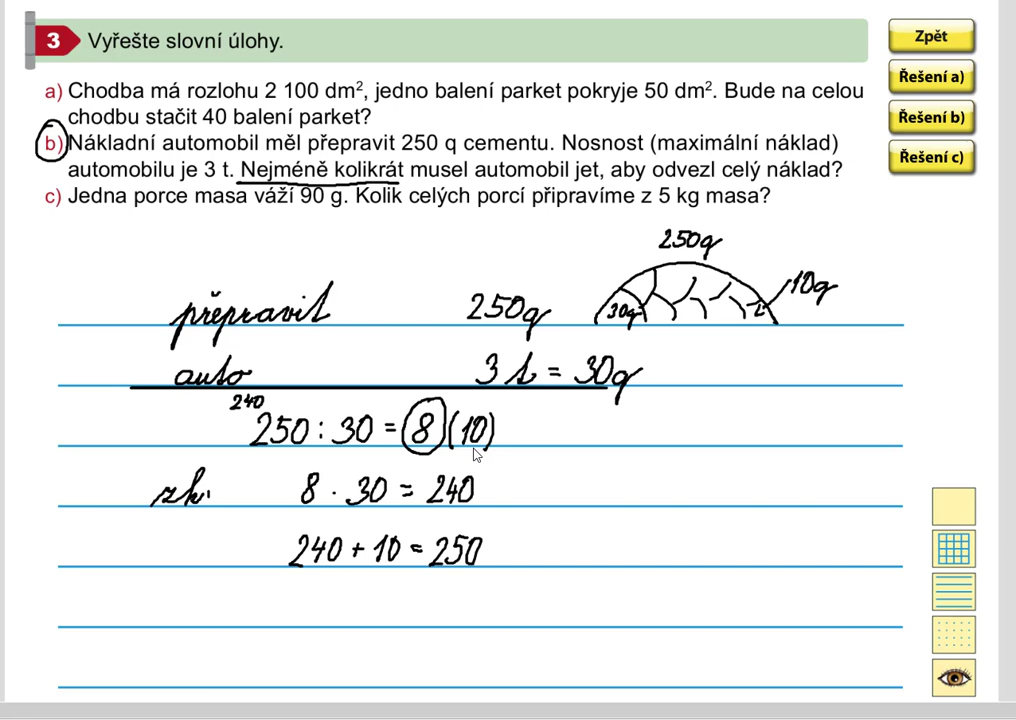 3 Vyřešte slovní úlohy.
Zpět
Řešení a)
Řešení b)
Řešení c)
a) Chodba má rozlohu 2 100 dm², jedno balení parket pokryje 50 dm². Bude na celou
chodbu stačit 40 balení parket?
b) Nákladní automobil měl přepravit 250 q cementu. Nosnost (maximální náklad)
automobilu je 3 t. Nejméně kolikrát musel automobil jet, aby odvezl celý náklad?
c) Jedna porce masa váží 90 g. Kolik celých porcí připravíme z 5 kg masa?
250q
30q
10q
přepravit 250q
auto 3 t = 30q
240
250 : 30 = 8 (10)
zk. 8 · 30 = 240
240 + 10 = 250